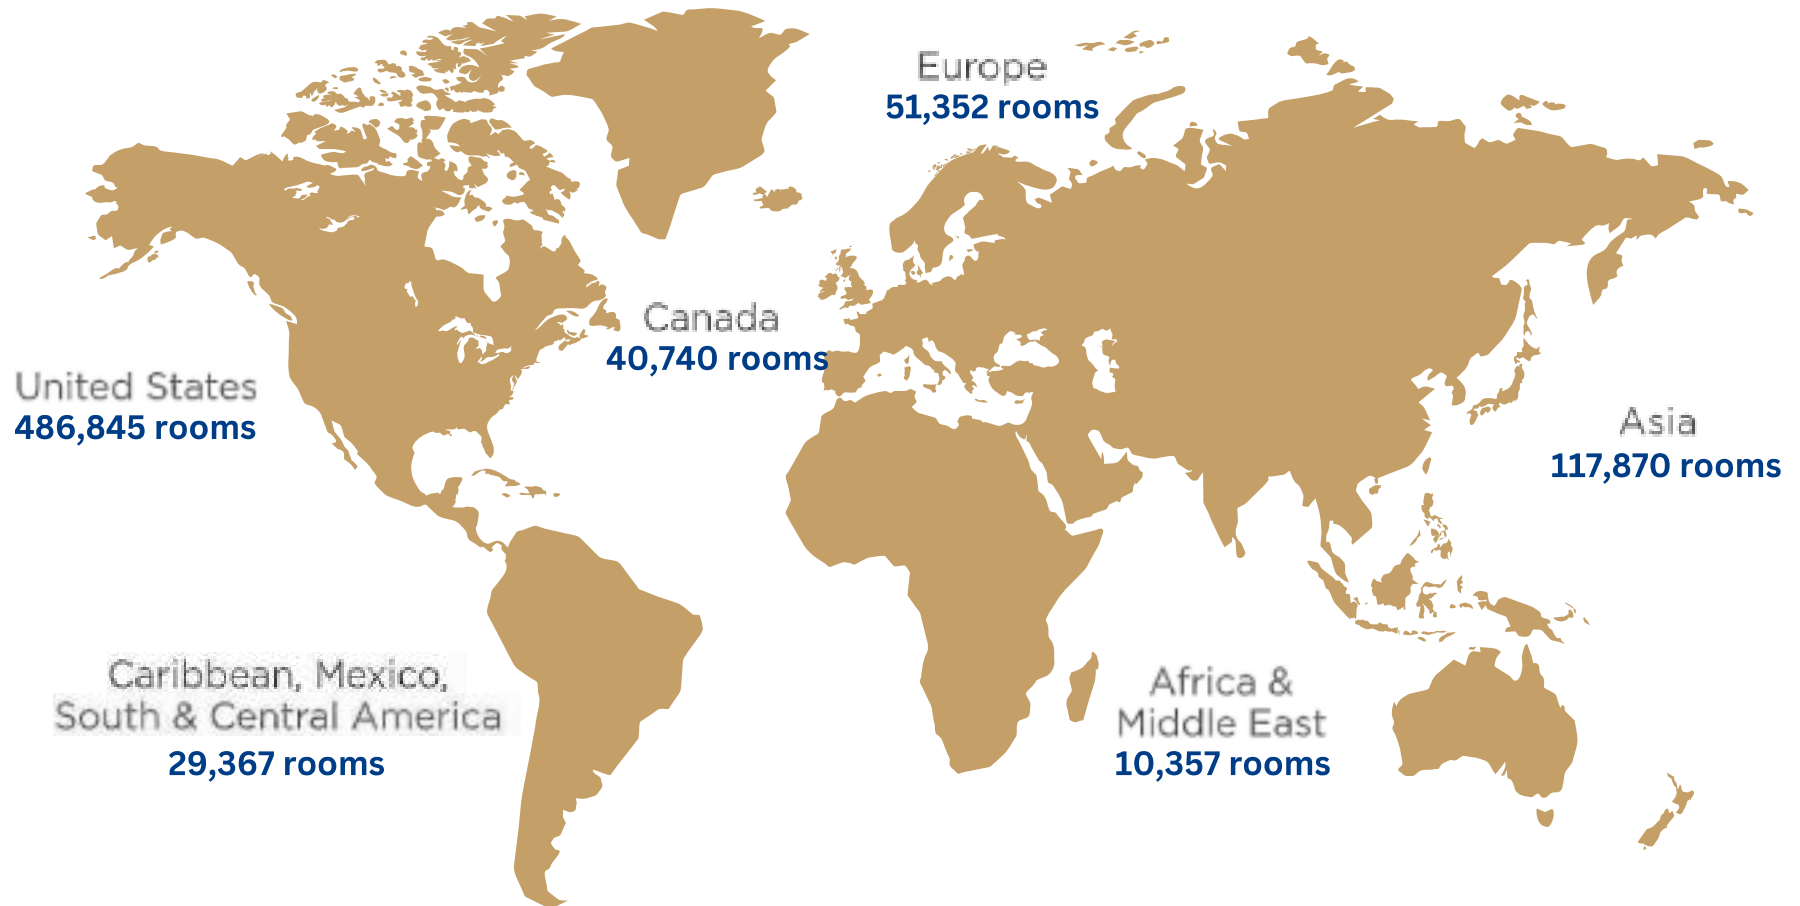 Europe
51,352 rooms
Canada
40,740 rooms
United States
486,845 rooms
Asia
117,870 rooms
Caribbean, Mexico,
South & Central America
29,367 rooms
Africa &
Middle East
10,357 rooms